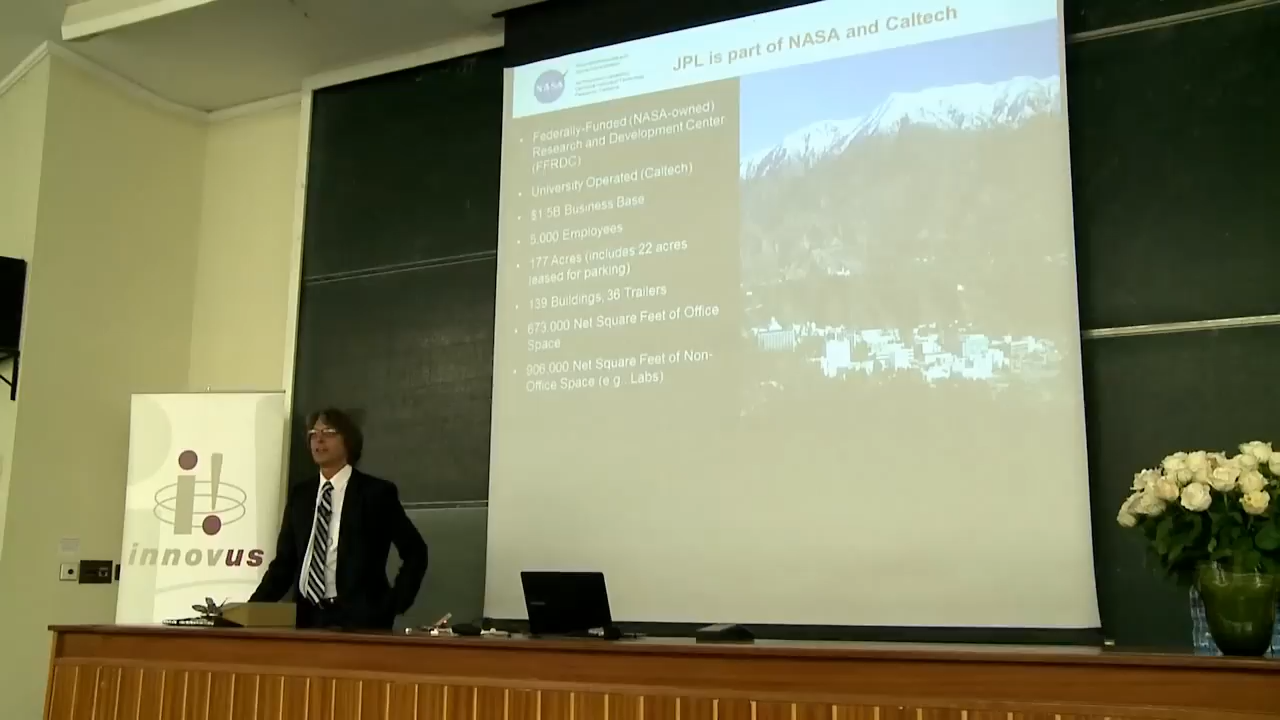 JPL is part of NASA and Caltech
NASA
• Federally-Funded (NASA-owned)
Research and Development Center
(FFRDC)
• University Operated (Caltech)
• $1.5B Business Base
• 5,000 Employees
• 177 Acres (includes 22 acres
leased for parking)
• 139 Buildings, 36 Trailers
• 673,000 Net Square Feet of Office
Space
• 906,000 Net Square Feet of Non-
Office Space (e.g. Labs)
i!
innovus